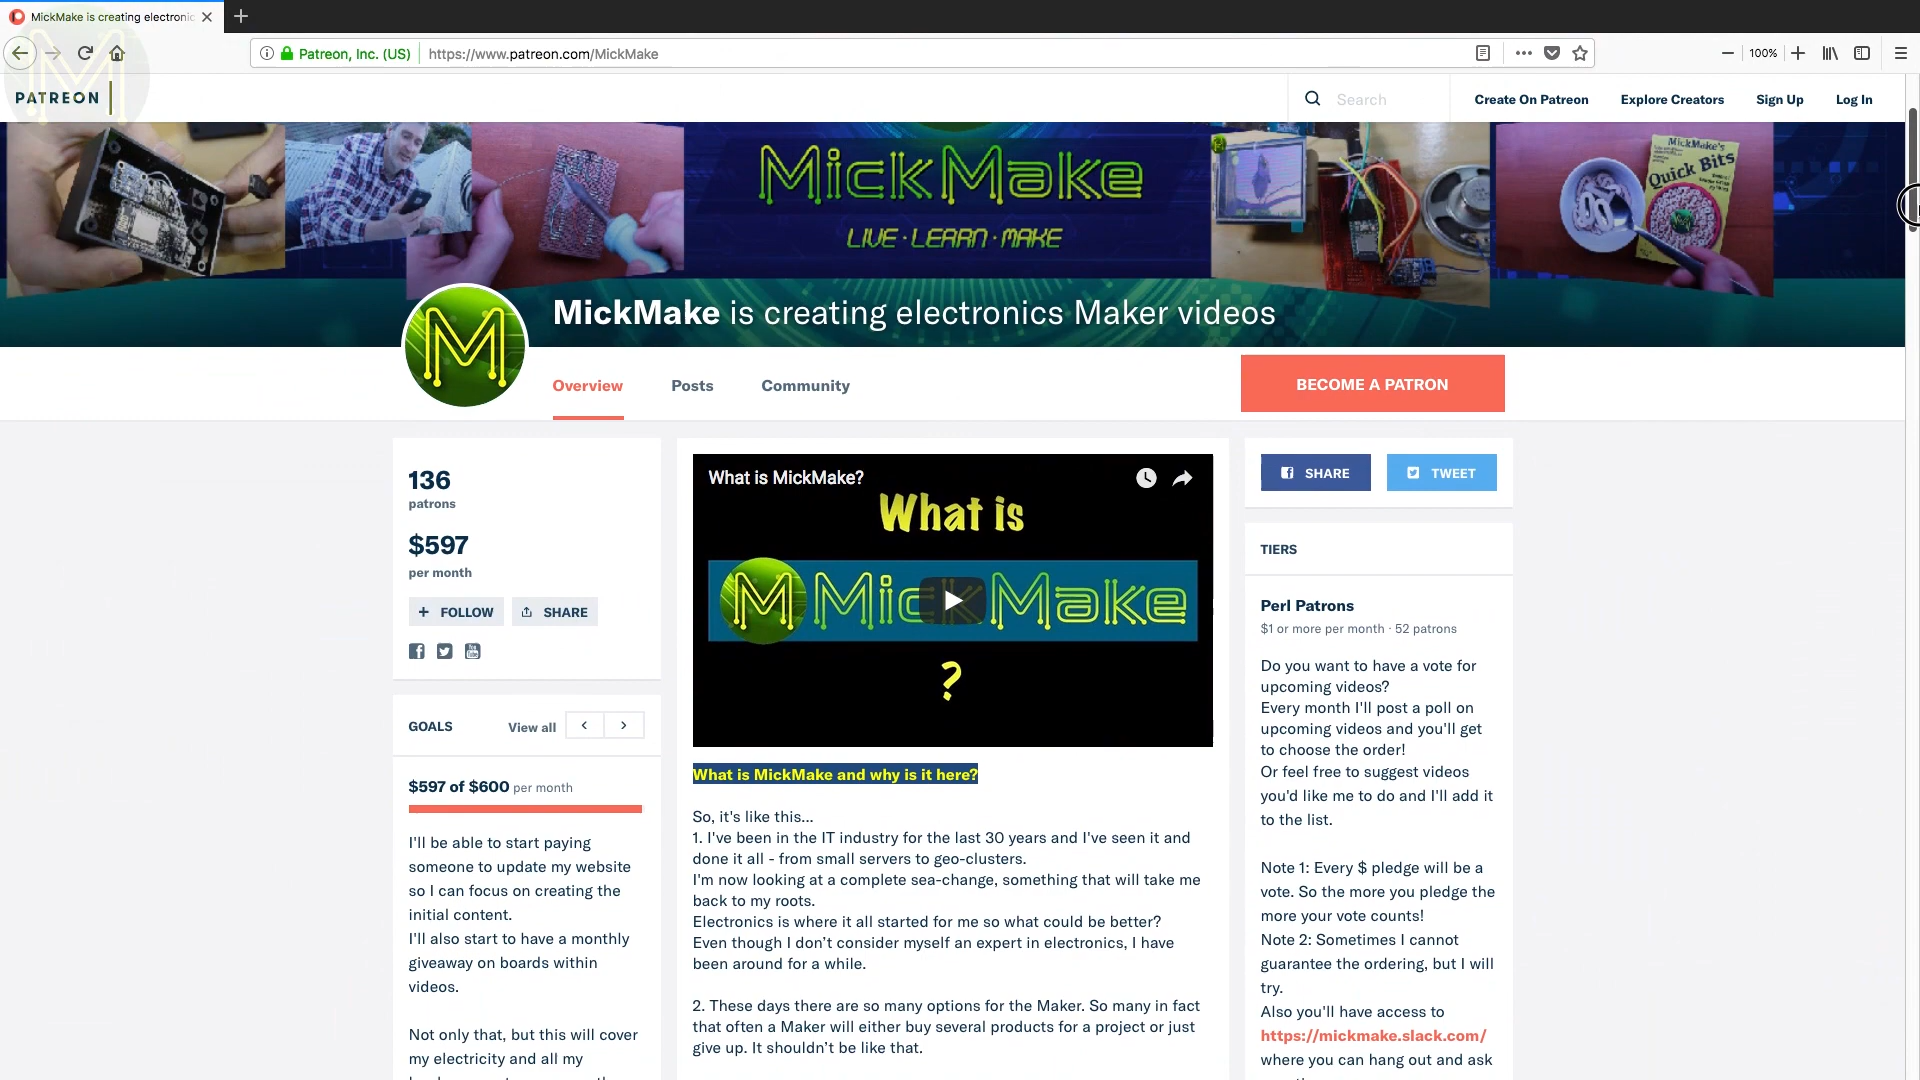 MickMake is creating electronic
Patreon, Inc. (US)
https://www.patreon.com/MickMake
100%
PATREON
Search
Create On Patreon
Explore Creators
Sign Up
Log In
MickMake
LIVE·LEARN·MAKE
MickMake's
Quick Bits
MickMake is creating electronics Maker videos
Overview
Posts
Community
BECOME A PATRON
136
patrons
$597
per month
+ FOLLOW
SHARE
GOALS
View all
$597 of $600 per month
I'll be able to start paying
someone to update my website
so I can focus on creating the
initial content.
I'll also start to have a monthly
giveaway on boards within
videos.
Not only that, but this will cover
my electricity and all my
What is MickMake?
What is
M MickMake
?
What is MickMake and why is it here?
So, it's like this...
1. I've been in the IT industry for the last 30 years and I've seen it and
done it all - from small servers to geo-clusters.
I'm now looking at a complete sea-change, something that will take me
back to my roots.
Electronics is where it all started for me so what could be better?
Even though I don’t consider myself an expert in electronics, I have
been around for a while.
2. These days there are so many options for the Maker. So many in fact
that often a Maker will either buy several products for a project or just
give up. It shouldn’t be like that.
SHARE
TWEET
TIERS
Perl Patrons
$1 or more per month · 52 patrons
Do you want to have a vote for
upcoming videos?
Every month I'll post a poll on
upcoming videos and you'll get
to choose the order!
Or feel free to suggest videos
you'd like me to do and I'll add it
to the list.
Note 1: Every $ pledge will be a
vote. So the more you pledge the
more your vote counts!
Note 2: Sometimes I cannot
guarantee the ordering, but I will
try.
Also you'll have access to
https://mickmake.slack.com/
where you can hang out and ask